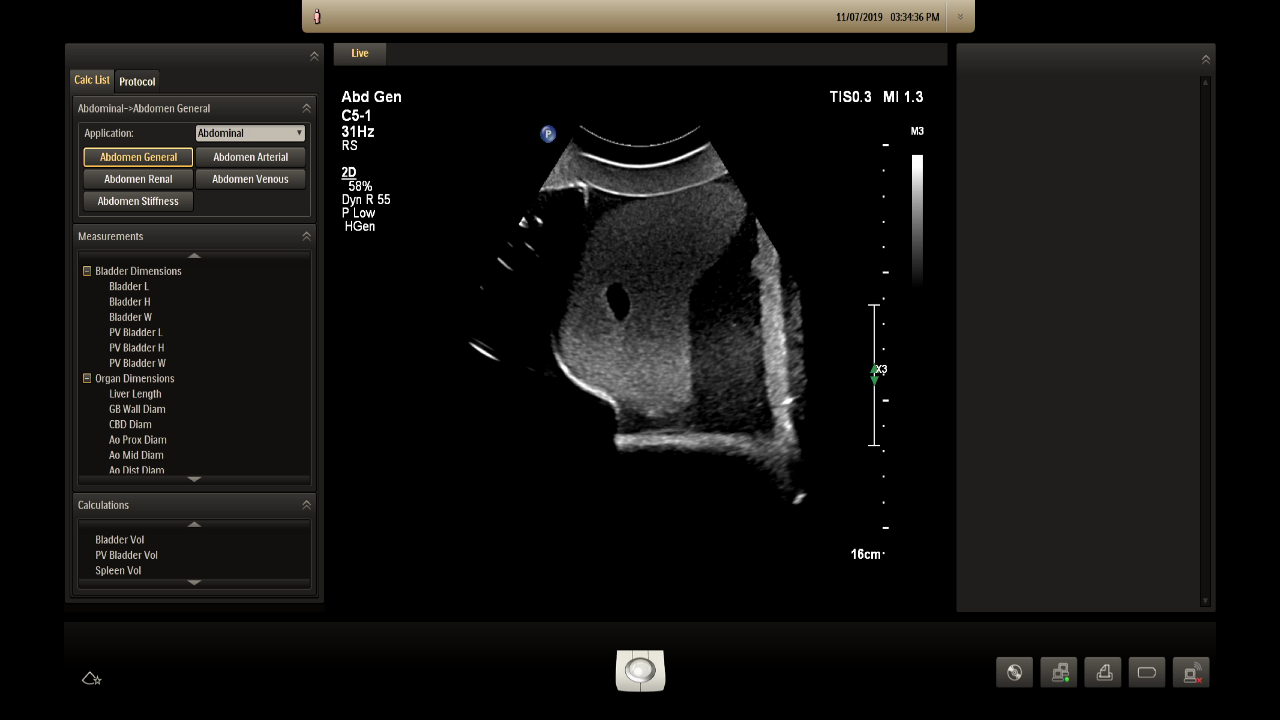 11/07/2019 03:34:36 PM
Calc List Protocol
Abdominal->Abdomen General
Application: Abdominal
Abdomen General Abdomen Arterial
Abdomen Renal Abdomen Venous
Abdomen Stiffness
Measurements
Bladder Dimensions
Bladder L
Bladder H
Bladder W
PV Bladder L
PV Bladder H
PV Bladder W
Organ Dimensions
Liver Length
GB Wall Diam
CBD Diam
Ao Prox Diam
Ao Mid Diam
Ao Dist Diam
Calculations
Bladder Vol
PV Bladder Vol
Spleen Vol
Live
Abd Gen
C5-1
31Hz
RS
2D
58%
Dyn R 55
P Low
HGen
P
TIS0.3 MI 1.3
M3
X3
16cm